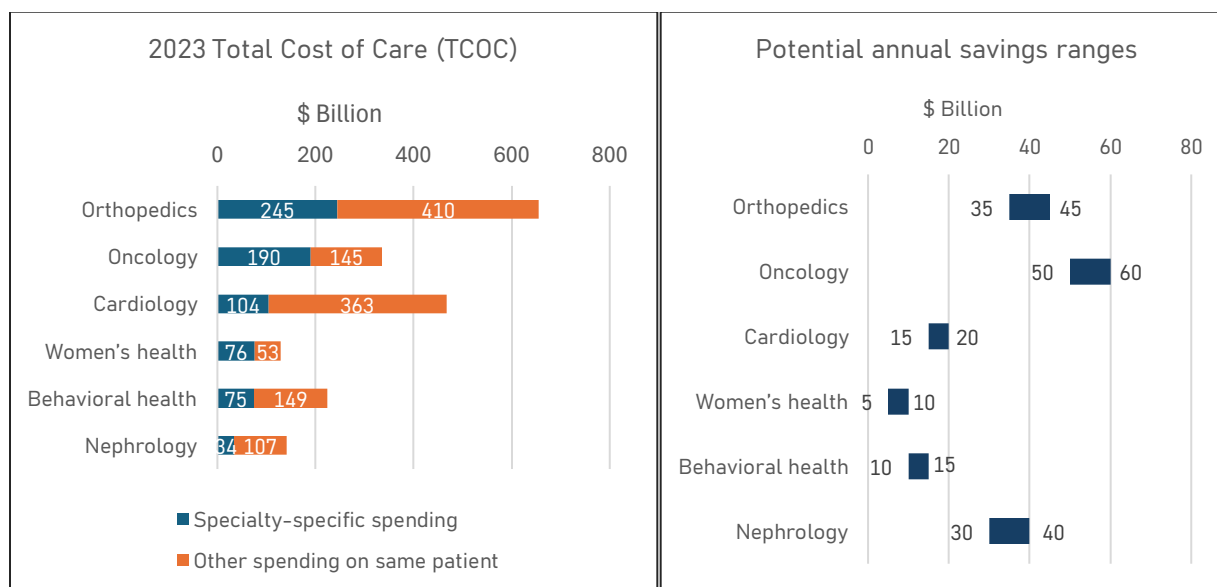 2023 Total Cost of Care (TCOC)
$ Billion
0 200 400 600 800
Orthopedics 245 410
Oncology 190 145
Cardiology 104 363
Women's health 76 53
Behavioral health 75 149
Nephrology 34 107
Specialty-specific spending
Other spending on same patient
Potential annual savings ranges
$ Billion
0 20 40 60 80
Orthopedics 35 45
Oncology 50 60
Cardiology 15 20
Women's health 5 10
Behavioral health 10 15
Nephrology 30 40